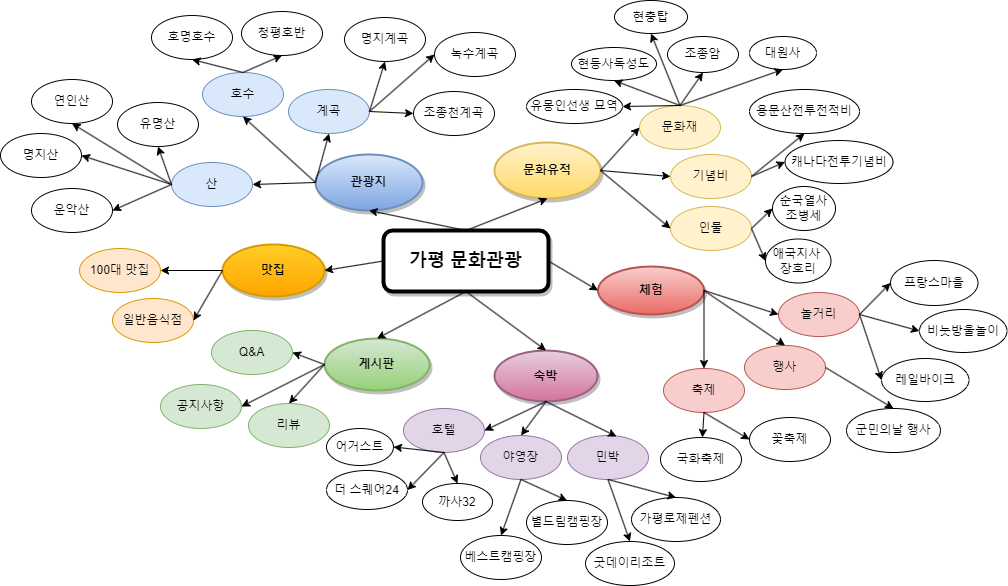 가평 문화관광
관광지
호수
호명호수
청평호반
계곡
명지계곡
녹수계곡
조종천계곡
산
연인산
유명산
명지산
운악산
문화유적
문화재
현충탑
현등사독성도
조종암
대원사
유몽인선생 묘역
기념비
용문산전투전적비
캐나다전투기념비
인물
순국열사
조병세
애국지사
장호리
맛집
100대 맛집
일반음식점
체험
놀거리
프랑스마을
비눗방울놀이
레일바이크
행사
군민의날 행사
축제
국화축제
꽃축제
게시판
Q&A
공지사항
리뷰
숙박
호텔
어거스트
더 스퀘어24
까사32
야영장
베스트캠핑장
별드림캠핑장
민박
가평로제펜션
굿데이리조트